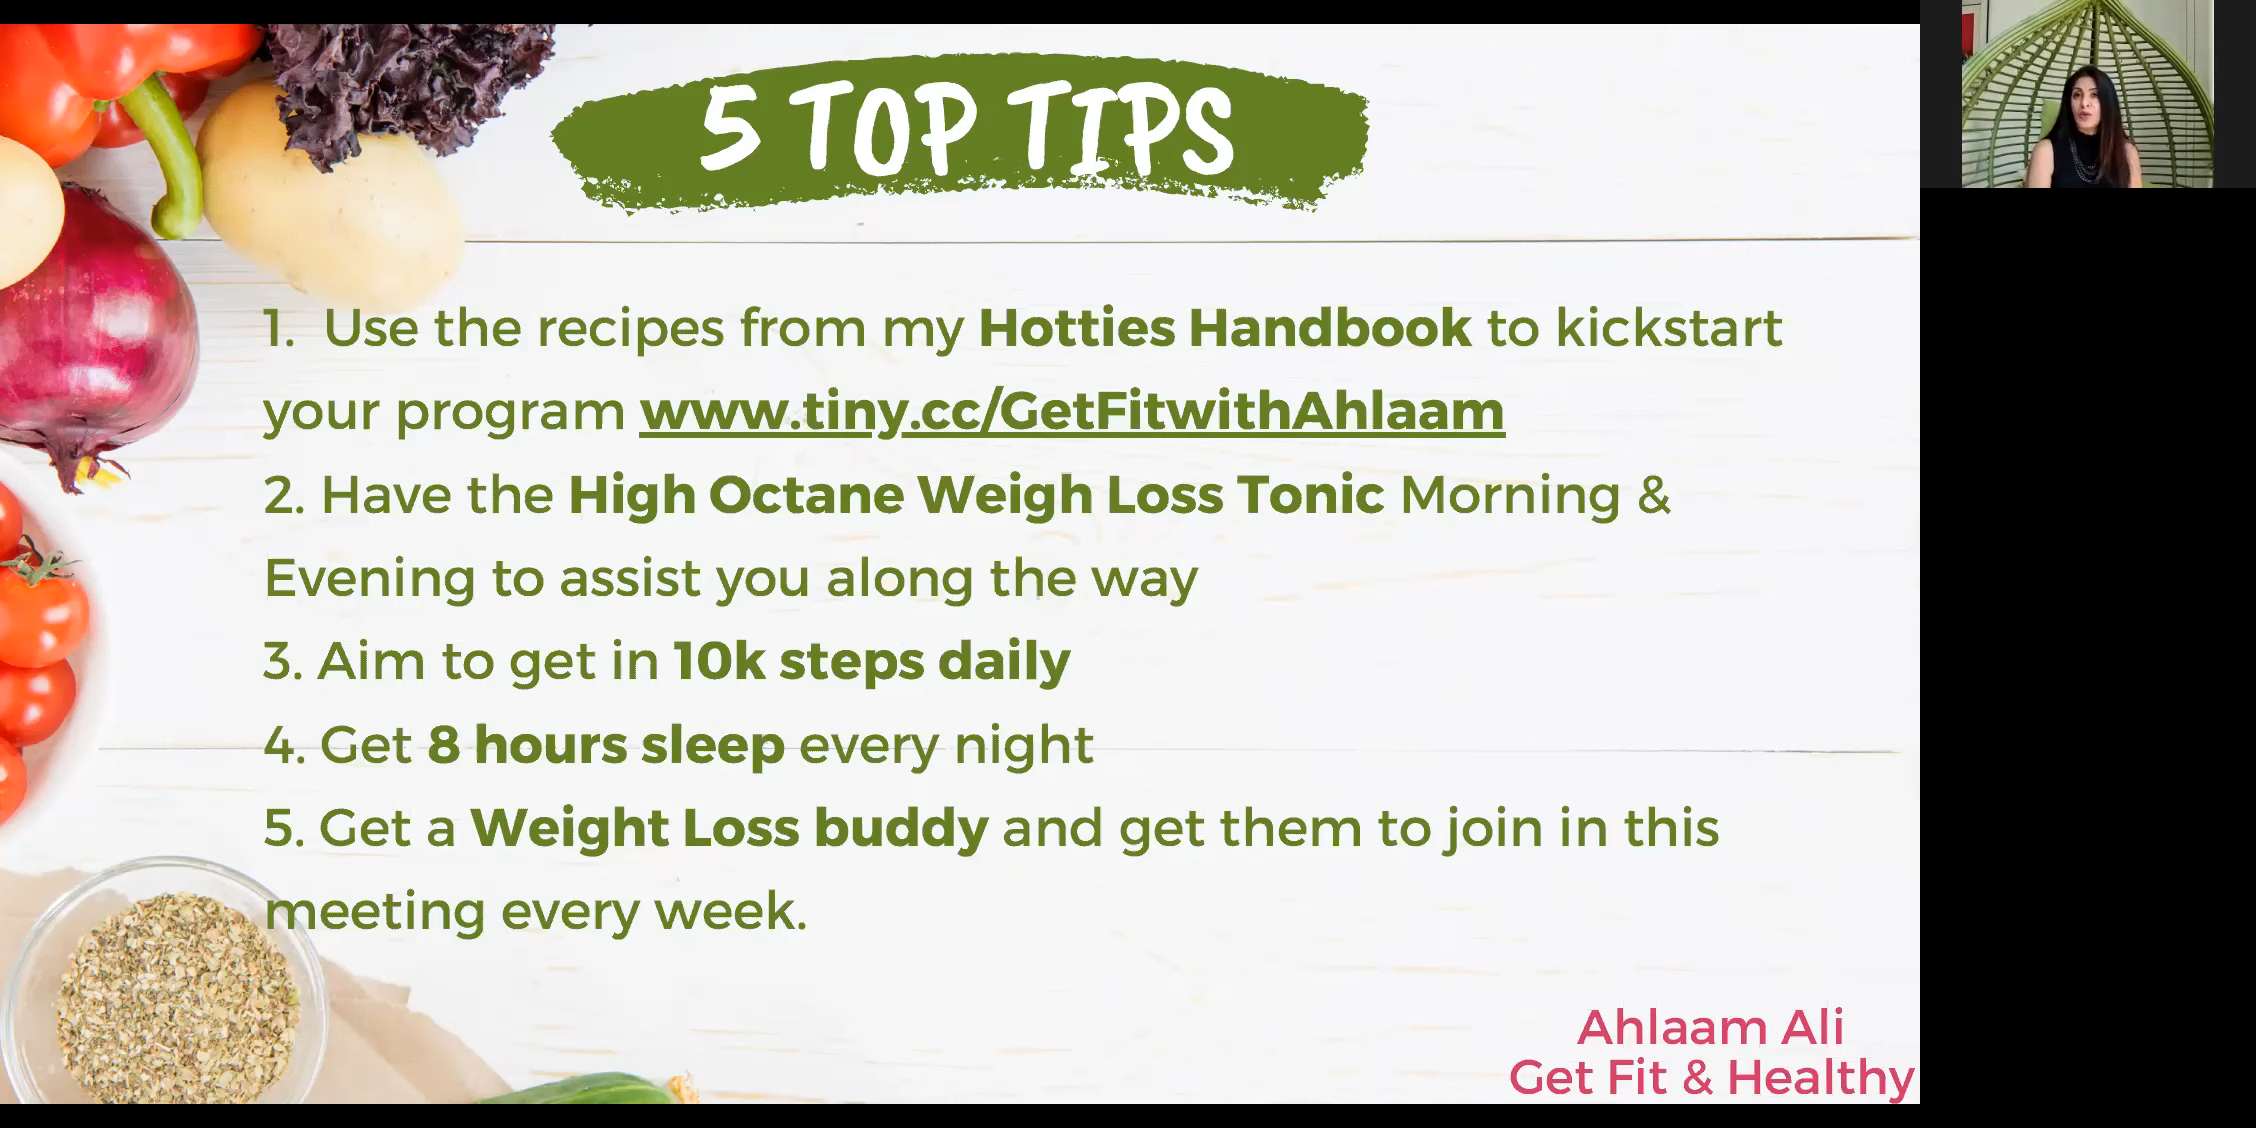 5 TOP TIPS
1. Use the recipes from my Hotties Handbook to kickstart
your program www.tiny.cc/GetFitwithAhlaam
2. Have the High Octane Weigh Loss Tonic Morning &
Evening to assist you along the way
3. Aim to get in 10k steps daily
4. Get 8 hours sleep every night
5. Get a Weight Loss buddy and get them to join in this
meeting every week.
Ahlaam Ali
Get Fit & Healthy